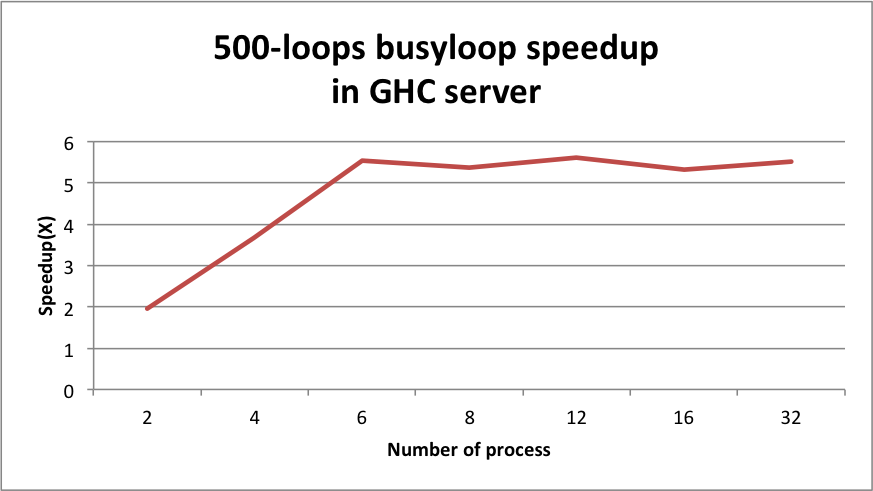 500-loops busyloop speedup
in GHC server
6
5
4
3
2
1
0
Speedup(X)
2 4 6 8 12 16 32
Number of process